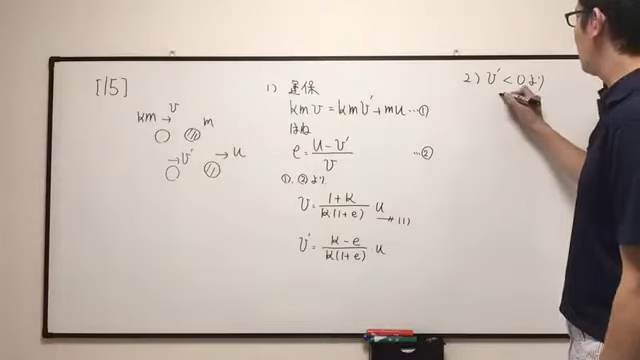 [15]
km → v
m
→ v'
→ u
1) 運保
kmv = kmv' + mu …①
はね
e = (u - v')/v …②
①,②より
v = (1+k)/(k(1+e)) u #(1)
v' = (k-e)/(k(1+e)) · u
2) v' < 0 より